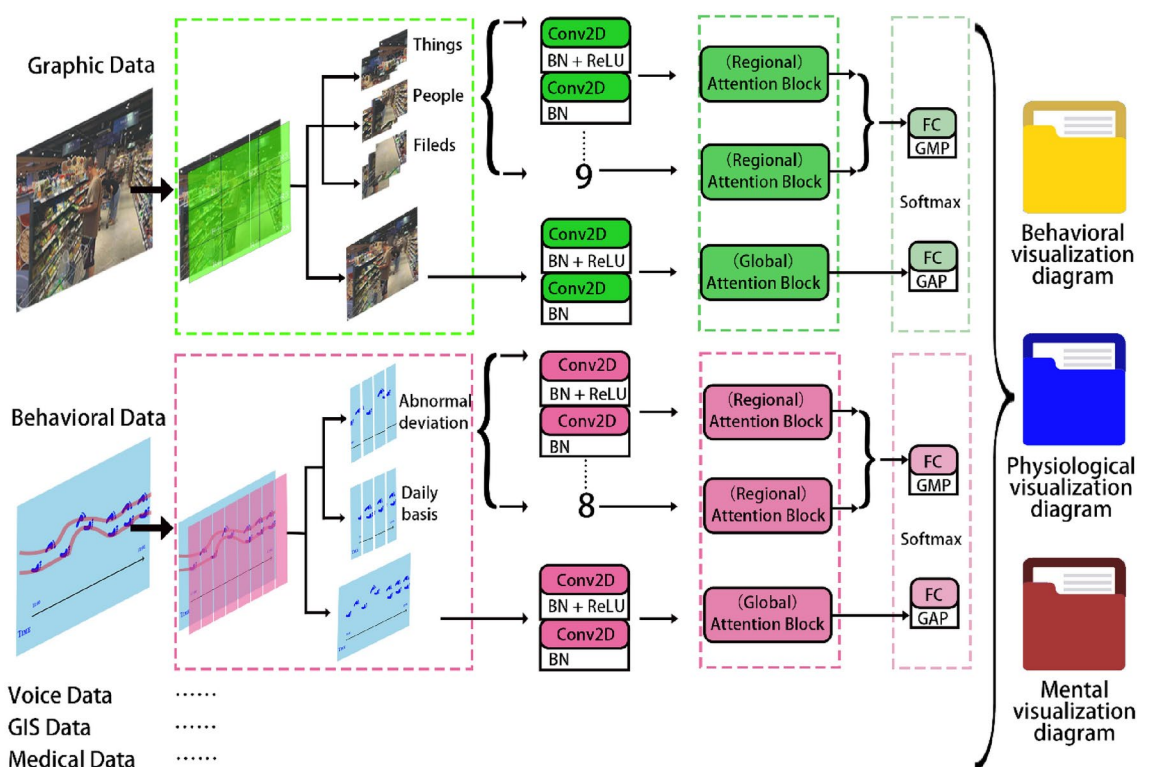 Graphic Data
Things
People
Fileds
Conv2D
BN + ReLU
Conv2D
BN
9
Conv2D
BN + ReLU
Conv2D
BN
(Regional)
Attention Block
(Regional)
Attention Block
(Global)
Attention Block
FC
GMP
Softmax
FC
GAP
Behavioral Data
TIME
Abnormal
deviation
Daily
basis
Conv2D
BN + ReLU
Conv2D
BN
8
Conv2D
BN + ReLU
Conv2D
BN
(Regional)
Attention Block
(Regional)
Attention Block
(Global)
Attention Block
FC
GMP
Softmax
FC
GAP
Voice Data ······
GIS Data ······
Medical Data ······
Behavioral
visualization
diagram
Physiological
visualization
diagram
Mental
visualization
diagram